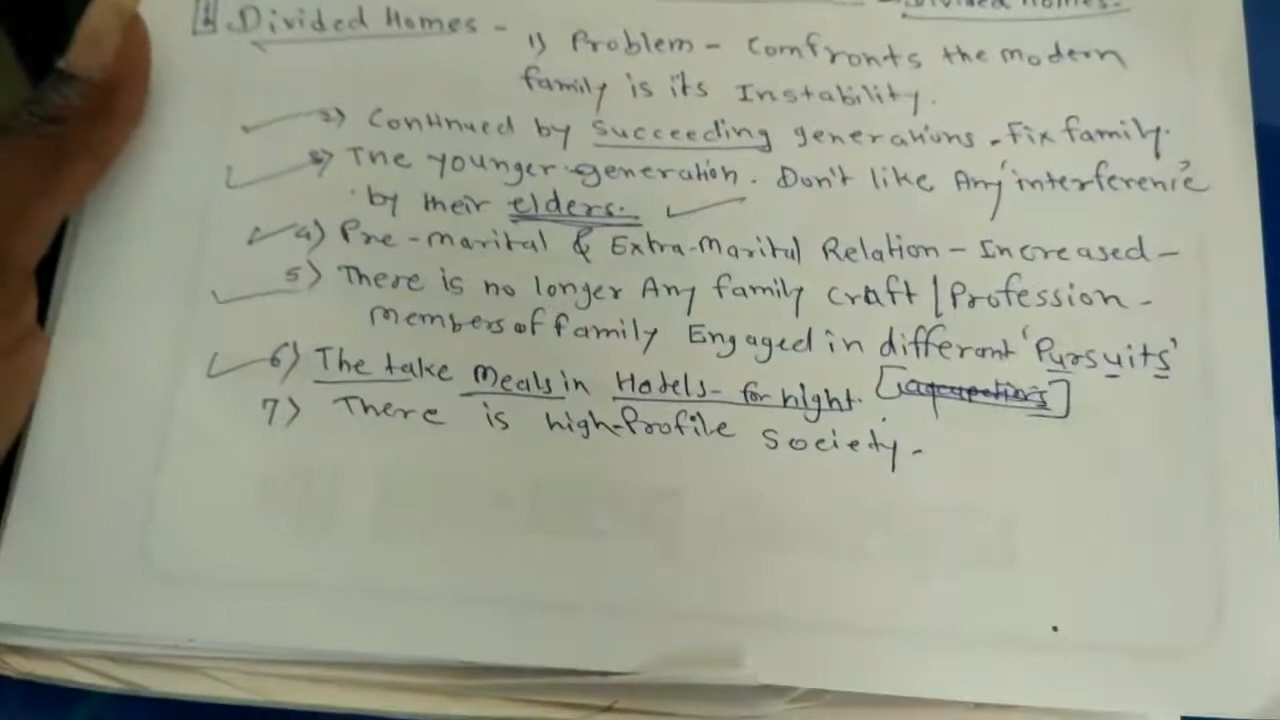 Divided Homes -
1) Problem - Comfronts the modern
family is its Instability.
2) Continued by Succeeding generations - Fix family.
3) The younger generation. Don't like Any 'interference'
by their elders.
4) Pre-marital & Extra-Marital Relation - Increased -
5) There is no longer Any family Craft / Profession -
Members of family Engaged in different 'Pursuits'
6) The take Meals in Hotels - for night. [ ]
7) There is high-Profile Society.